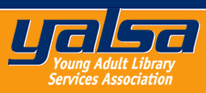 yalsa
Young Adult Library
Services Association